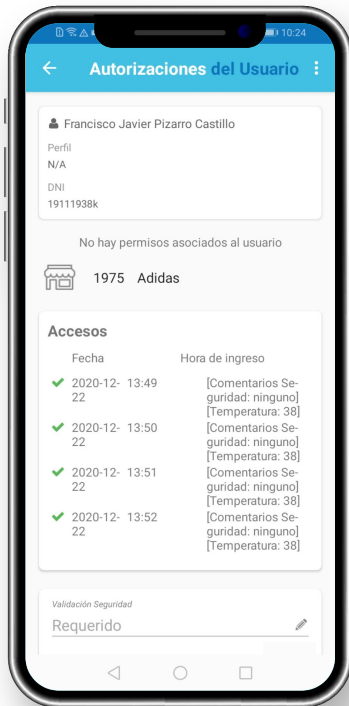 10:24
Autorizaciones del Usuario
Francisco Javier Pizarro Castillo
Perfil
N/A
DNI
19111938k
No hay permisos asociados al usuario
1975 Adidas
Accesos
Fecha Hora de ingreso
2020-12- 13:49 [Comentarios Se-
22 guridad: ninguno]
[Temperatura: 38]
2020-12- 13:50 [Comentarios Se-
22 guridad: ninguno]
[Temperatura: 38]
2020-12- 13:51 [Comentarios Se-
22 guridad: ninguno]
[Temperatura: 38]
2020-12- 13:52 [Comentarios Se-
22 guridad: ninguno]
[Temperatura: 38]
Validación Seguridad
Requerido